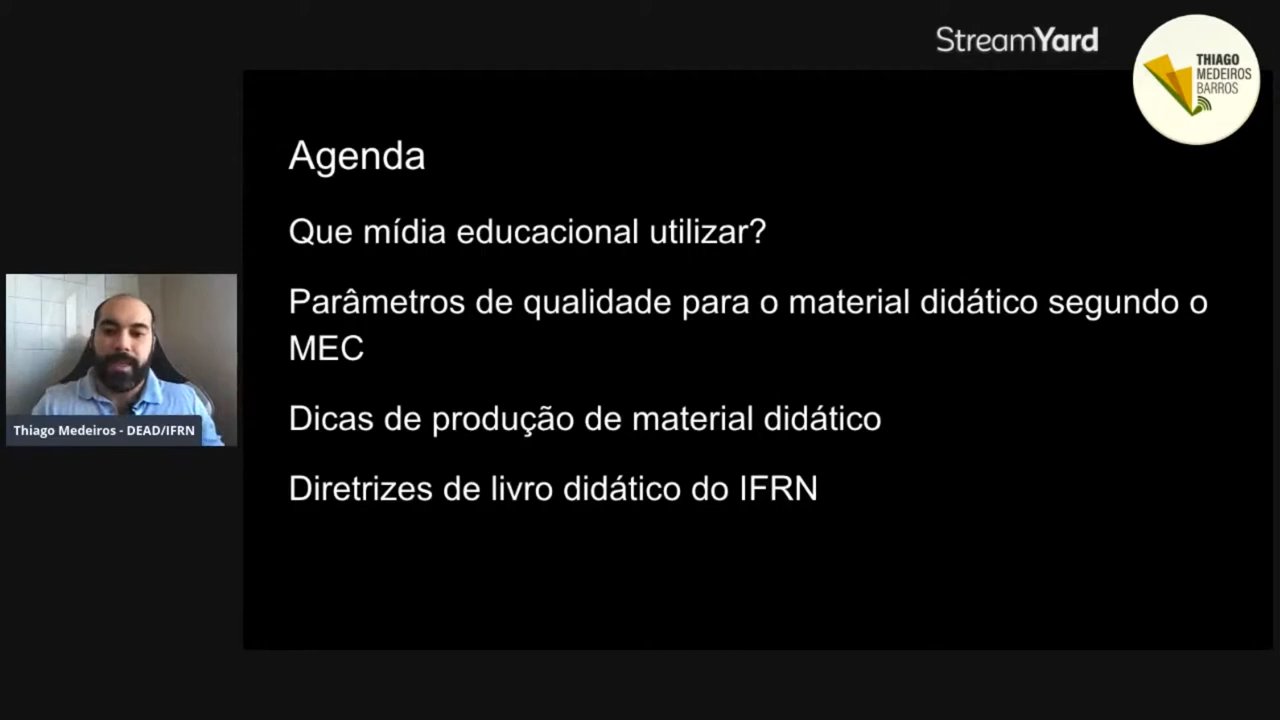 StreamYard
THIAGO
MEDEIROS
BARROS
Agenda
Que mídia educacional utilizar?
Parâmetros de qualidade para o material didático segundo o
MEC
Dicas de produção de material didático
Diretrizes de livro didático do IFRN
Thiago Medeiros - DEAD/IFRN